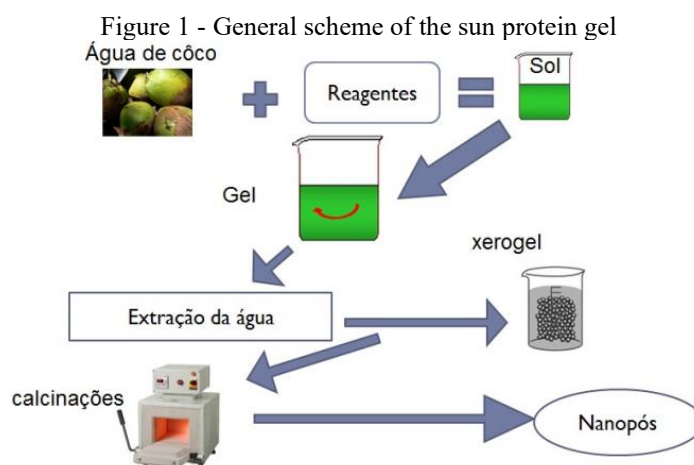 Figure 1 - General scheme of the sun protein gel
Água de côco
Reagentes
Sol
Gel
xerogel
Extração da água
calcinações
Nanopós